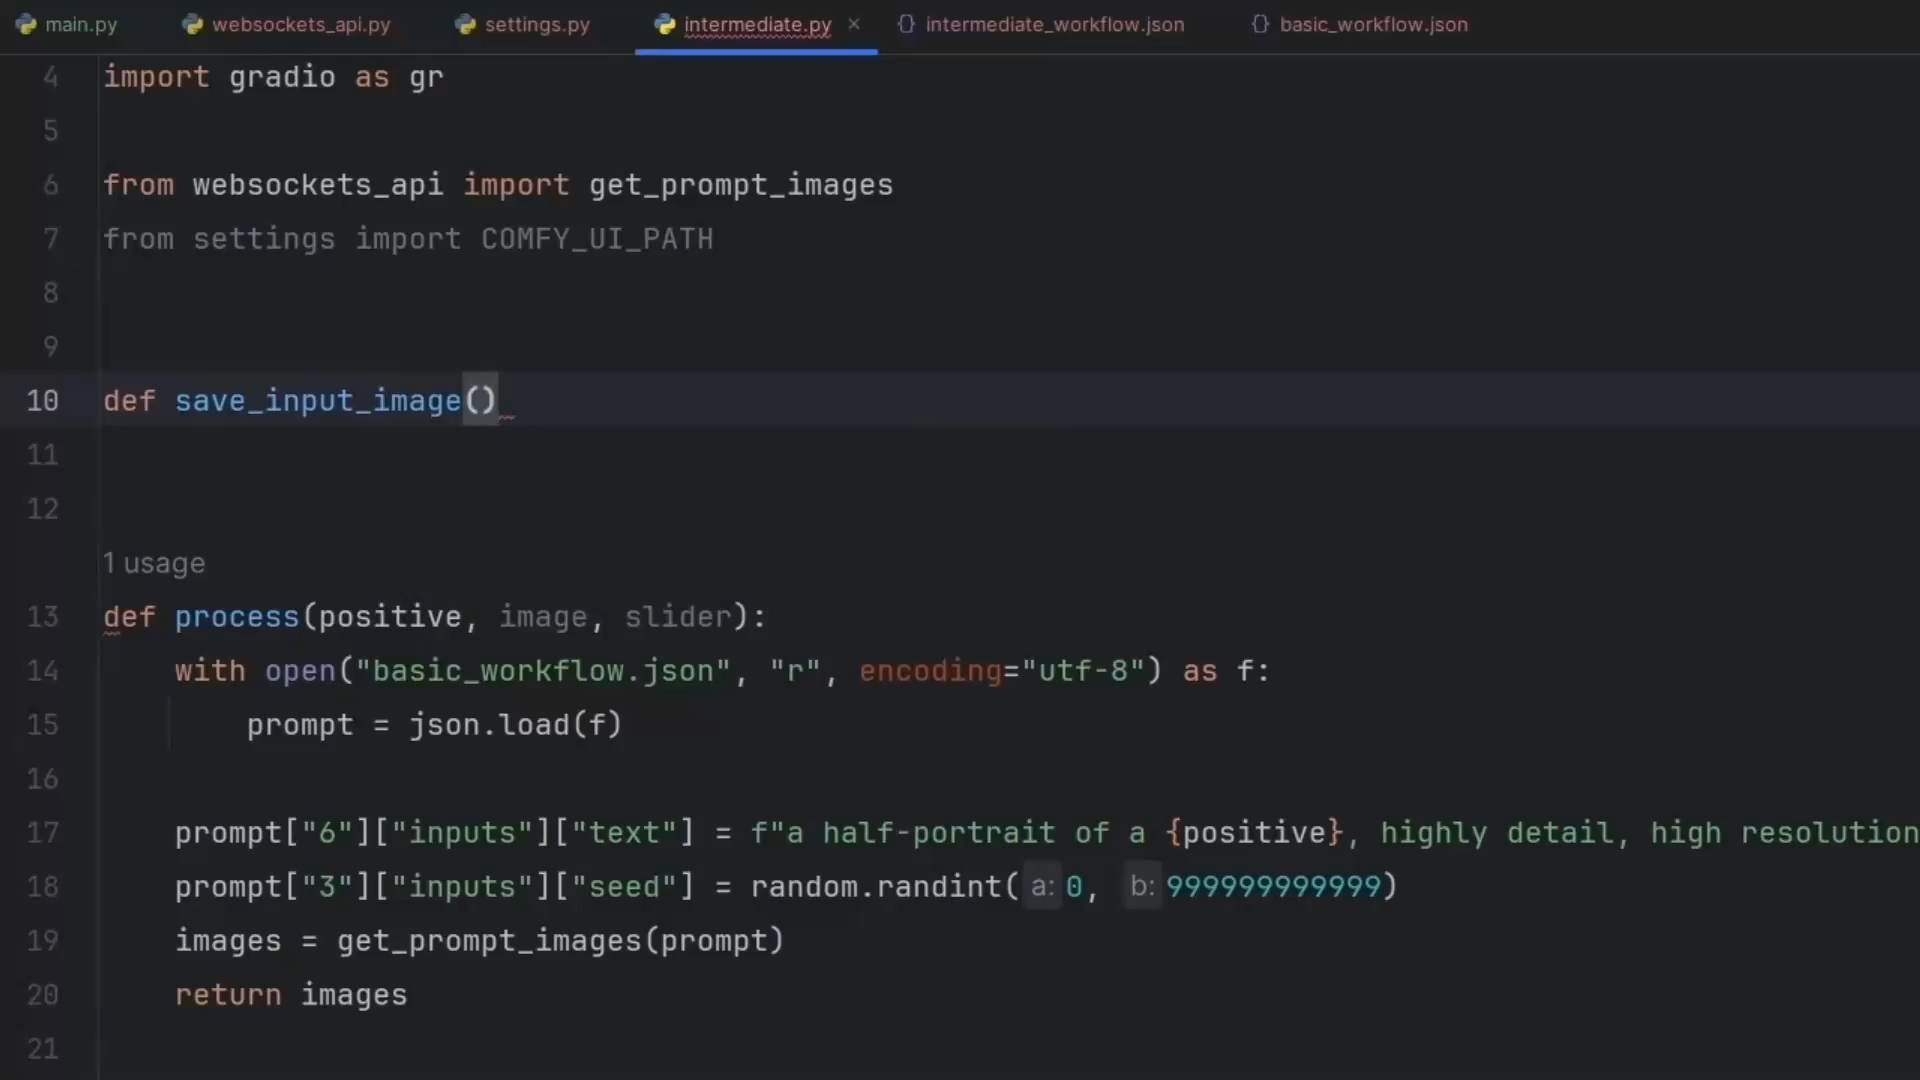 main.py websockets_api.py settings.py intermediate.py × {} intermediate_workflow.json {} basic_workflow.json
4 import gradio as gr
5
6 from websockets_api import get_prompt_images
7 from settings import COMFY_UI_PATH
8
9
10 def save_input_image()
11
12
1 usage
13 def process(positive, image, slider):
14 with open("basic_workflow.json", "r", encoding="utf-8") as f:
15 prompt = json.load(f)
16
17 prompt["6"]["inputs"]["text"] = f"a half-portrait of a {positive}, highly detail, high resolution
18 prompt["3"]["inputs"]["seed"] = random.randint(a:0, b:999999999999)
19 images = get_prompt_images(prompt)
20 return images
21